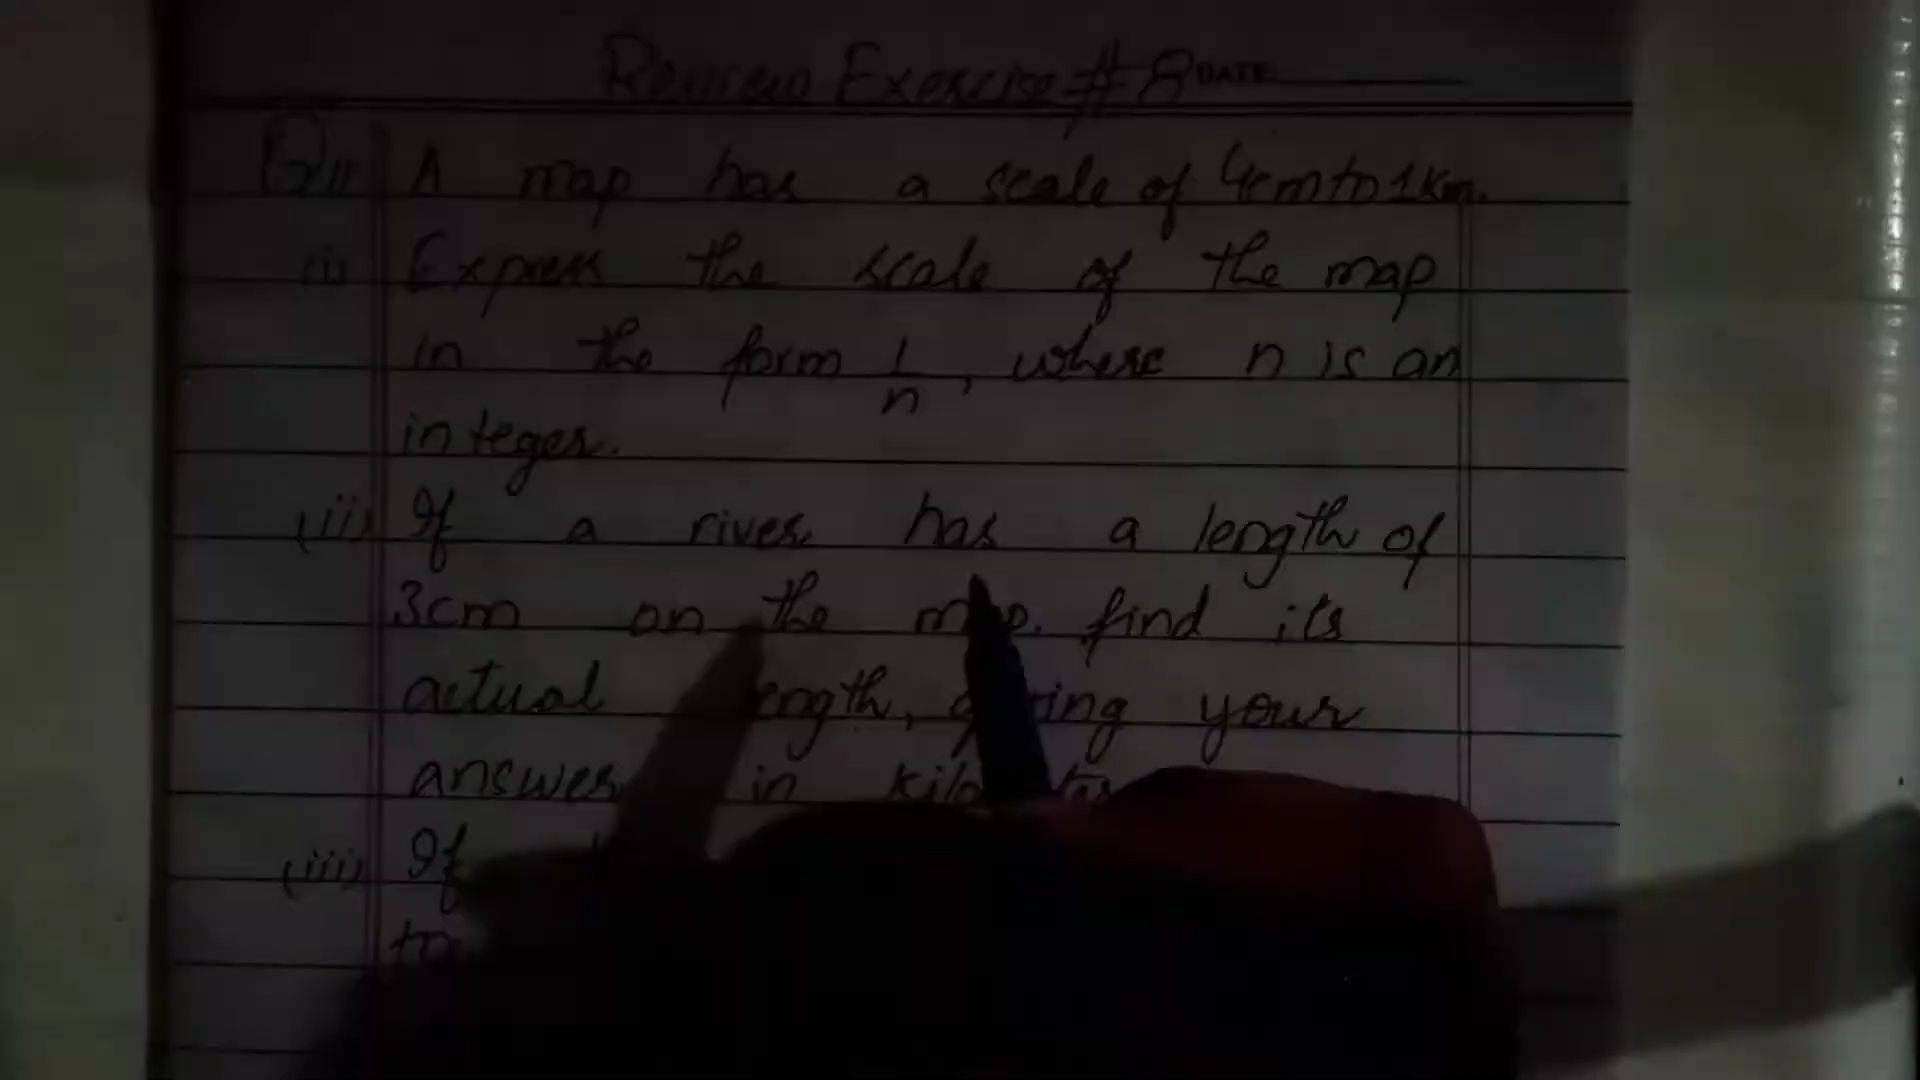 Review Exercise # 8 DATE:
Q11 A map has a scale of 4cm to 1km.
(i) Express the scale of the map
in the form 1/n, where n is an
integer.
(ii) If a river has a length of
3cm on the map. find its
actual length, giving your
answer in
(iii) If